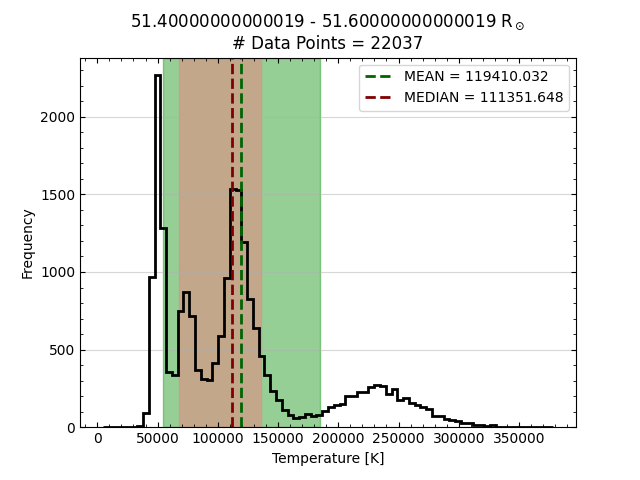 51.40000000000019 - 51.60000000000019 R⊙
# Data Points = 22037
MEAN = 119410.032
MEDIAN = 111351.648
Frequency
2000
1500
1000
500
0
0 50000 100000 150000 200000 250000 300000 350000
Temperature [K]